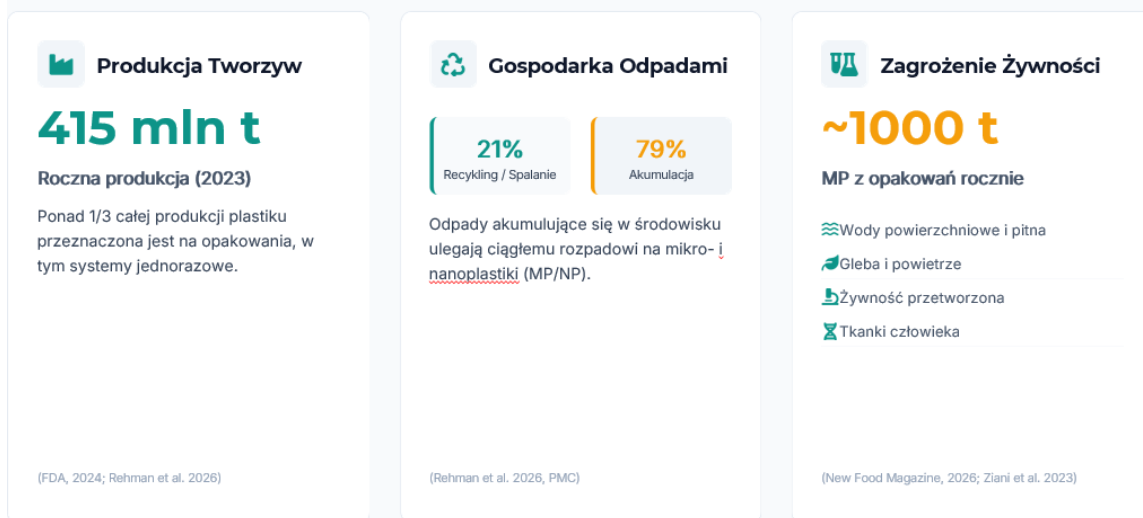 Produkcja Tworzyw
415 mln t
Roczna produkcja (2023)
Ponad 1/3 całej produkcji plastiku
przeznaczona jest na opakowania, w
tym systemy jednorazowe.
(FDA, 2024; Rehman et al. 2026)
Gospodarka Odpadami
21%
Recykling / Spalanie
79%
Akumulacja
Odpady akumulujące się w środowisku
ulegają ciągłemu rozpadowi na mikro- i
nanoplastiki (MP/NP).
(Rehman et al. 2026, PMC)
Zagrożenie Żywności
~1000 t
MP z opakowań rocznie
Wody powierzchniowe i pitna
Gleba i powietrze
Żywność przetworzona
Tkanki człowieka
(New Food Magazine, 2026; Ziani et al. 2023)